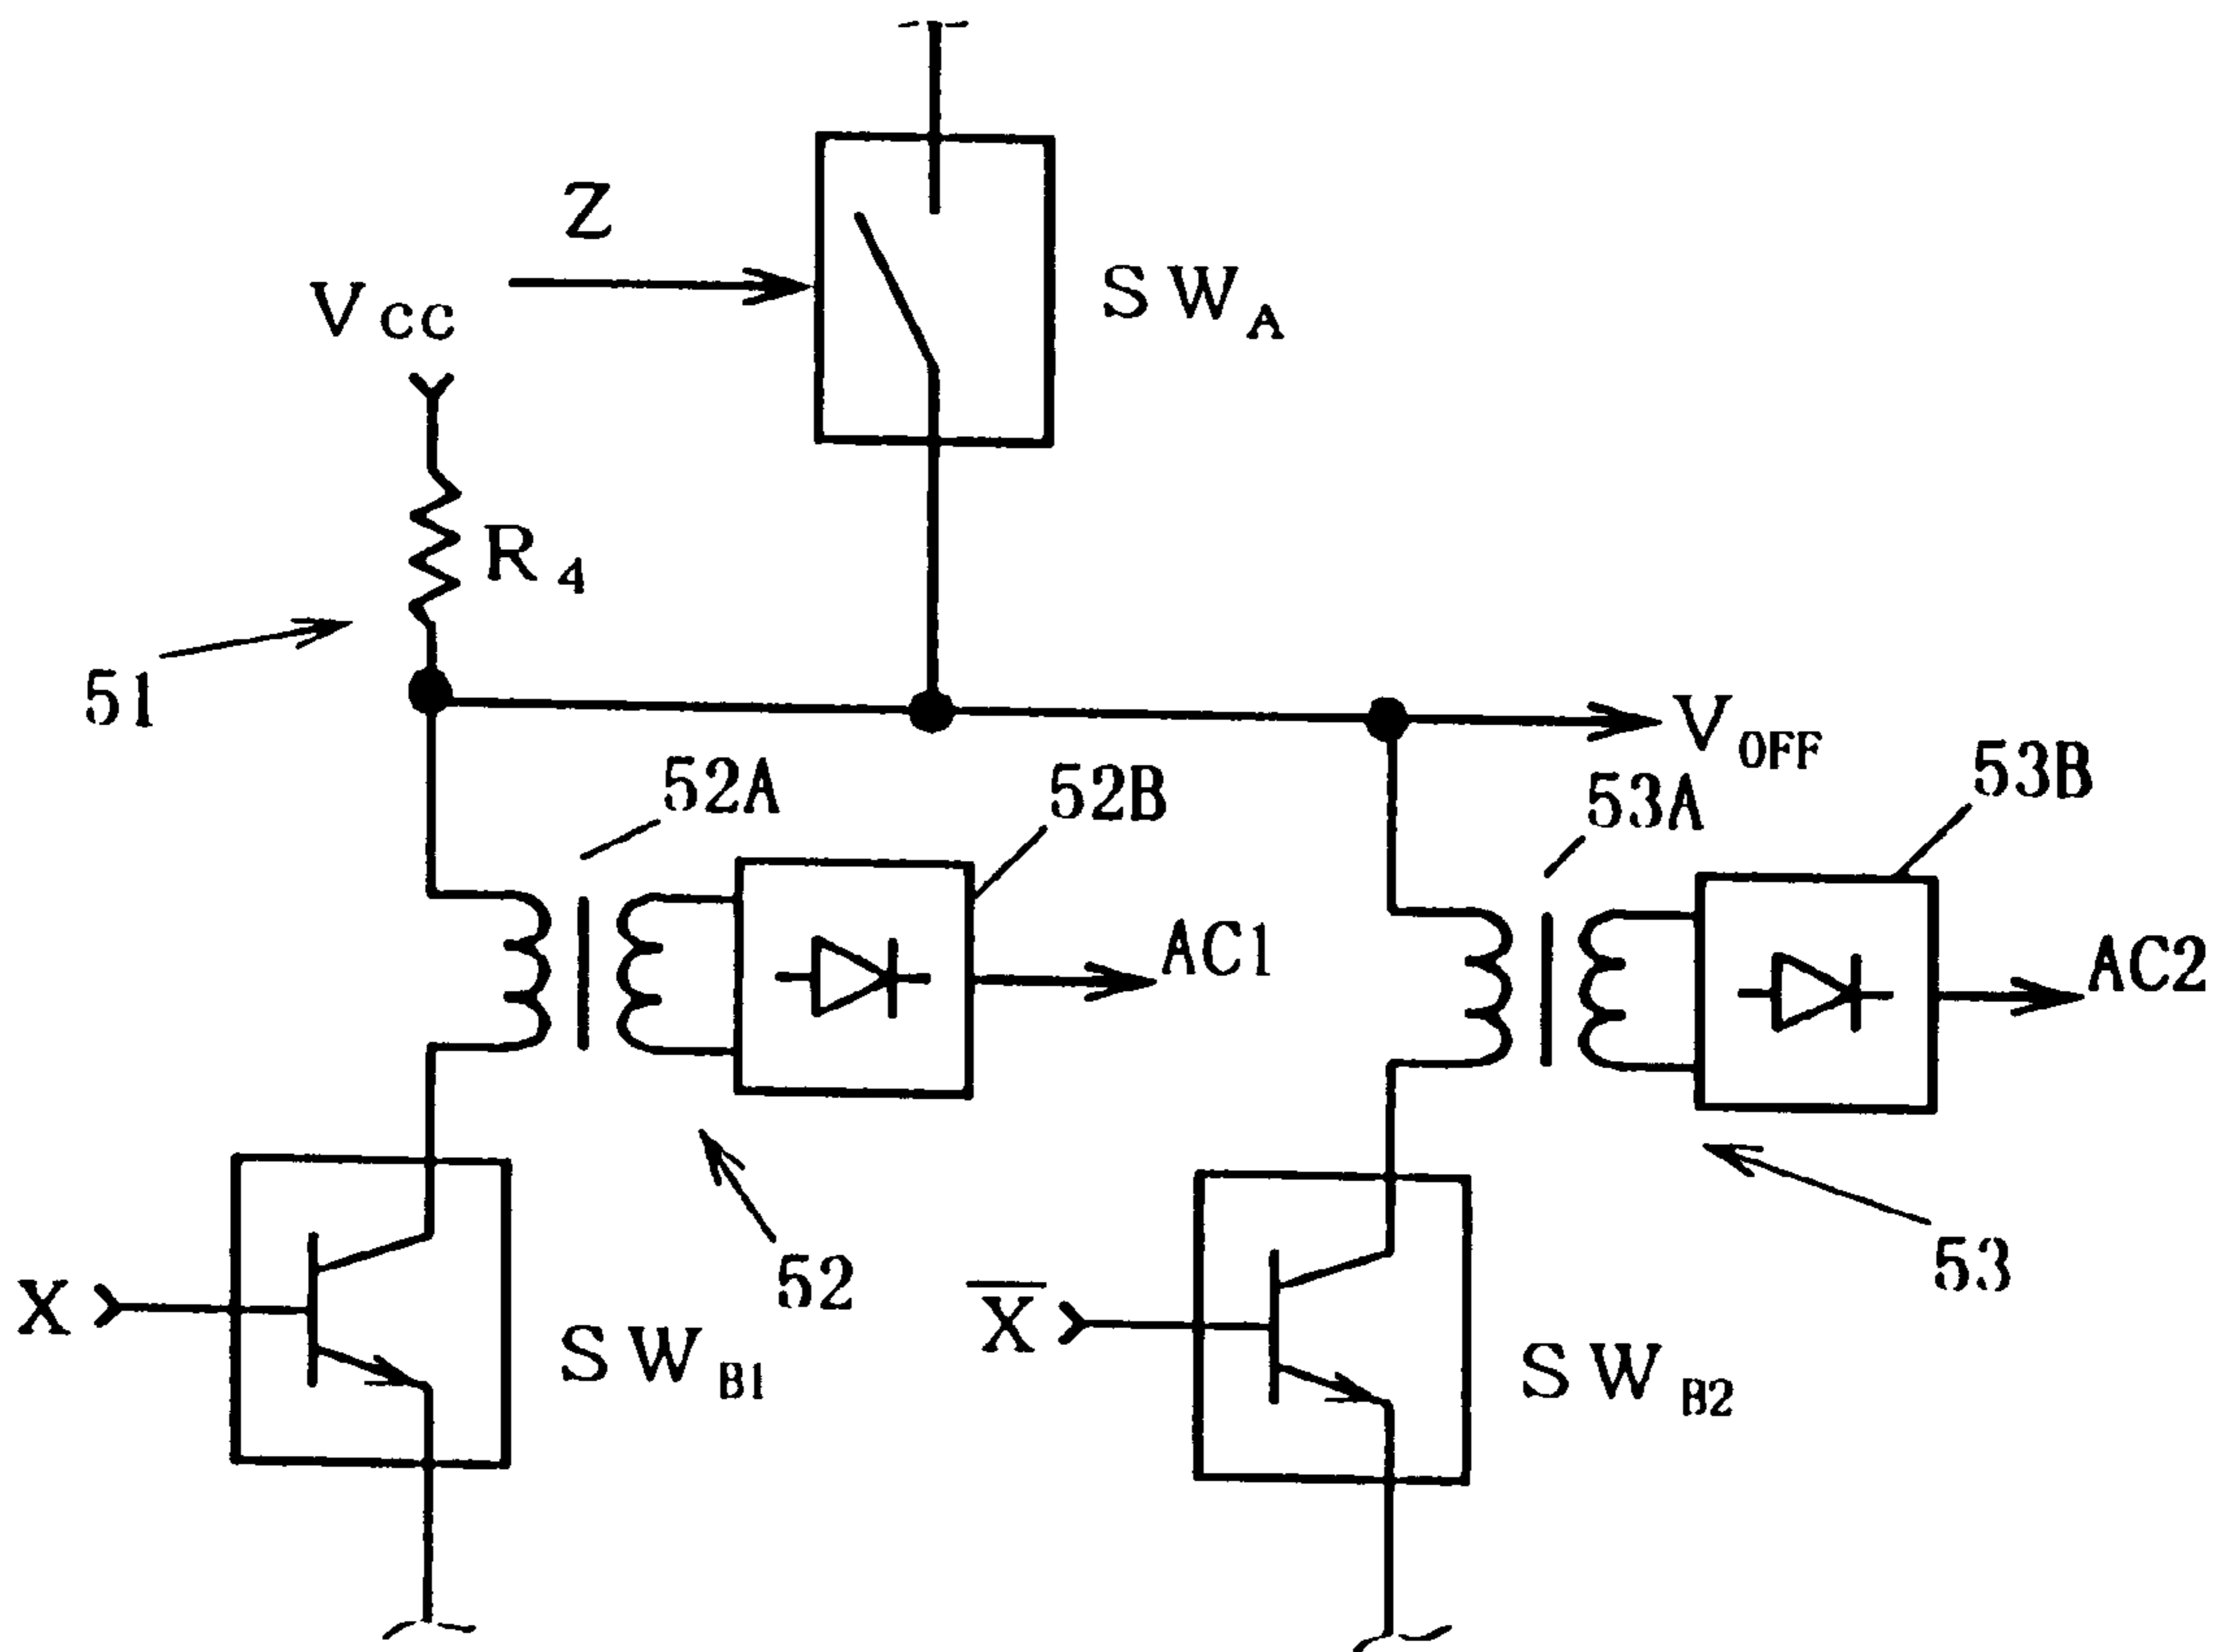 Z
SW_A
Vcc
R_4
51
V_OFF
52A
52B
53A
53B
AC1
AC2
52
53
X
SW_B1
X̅
SW_B2